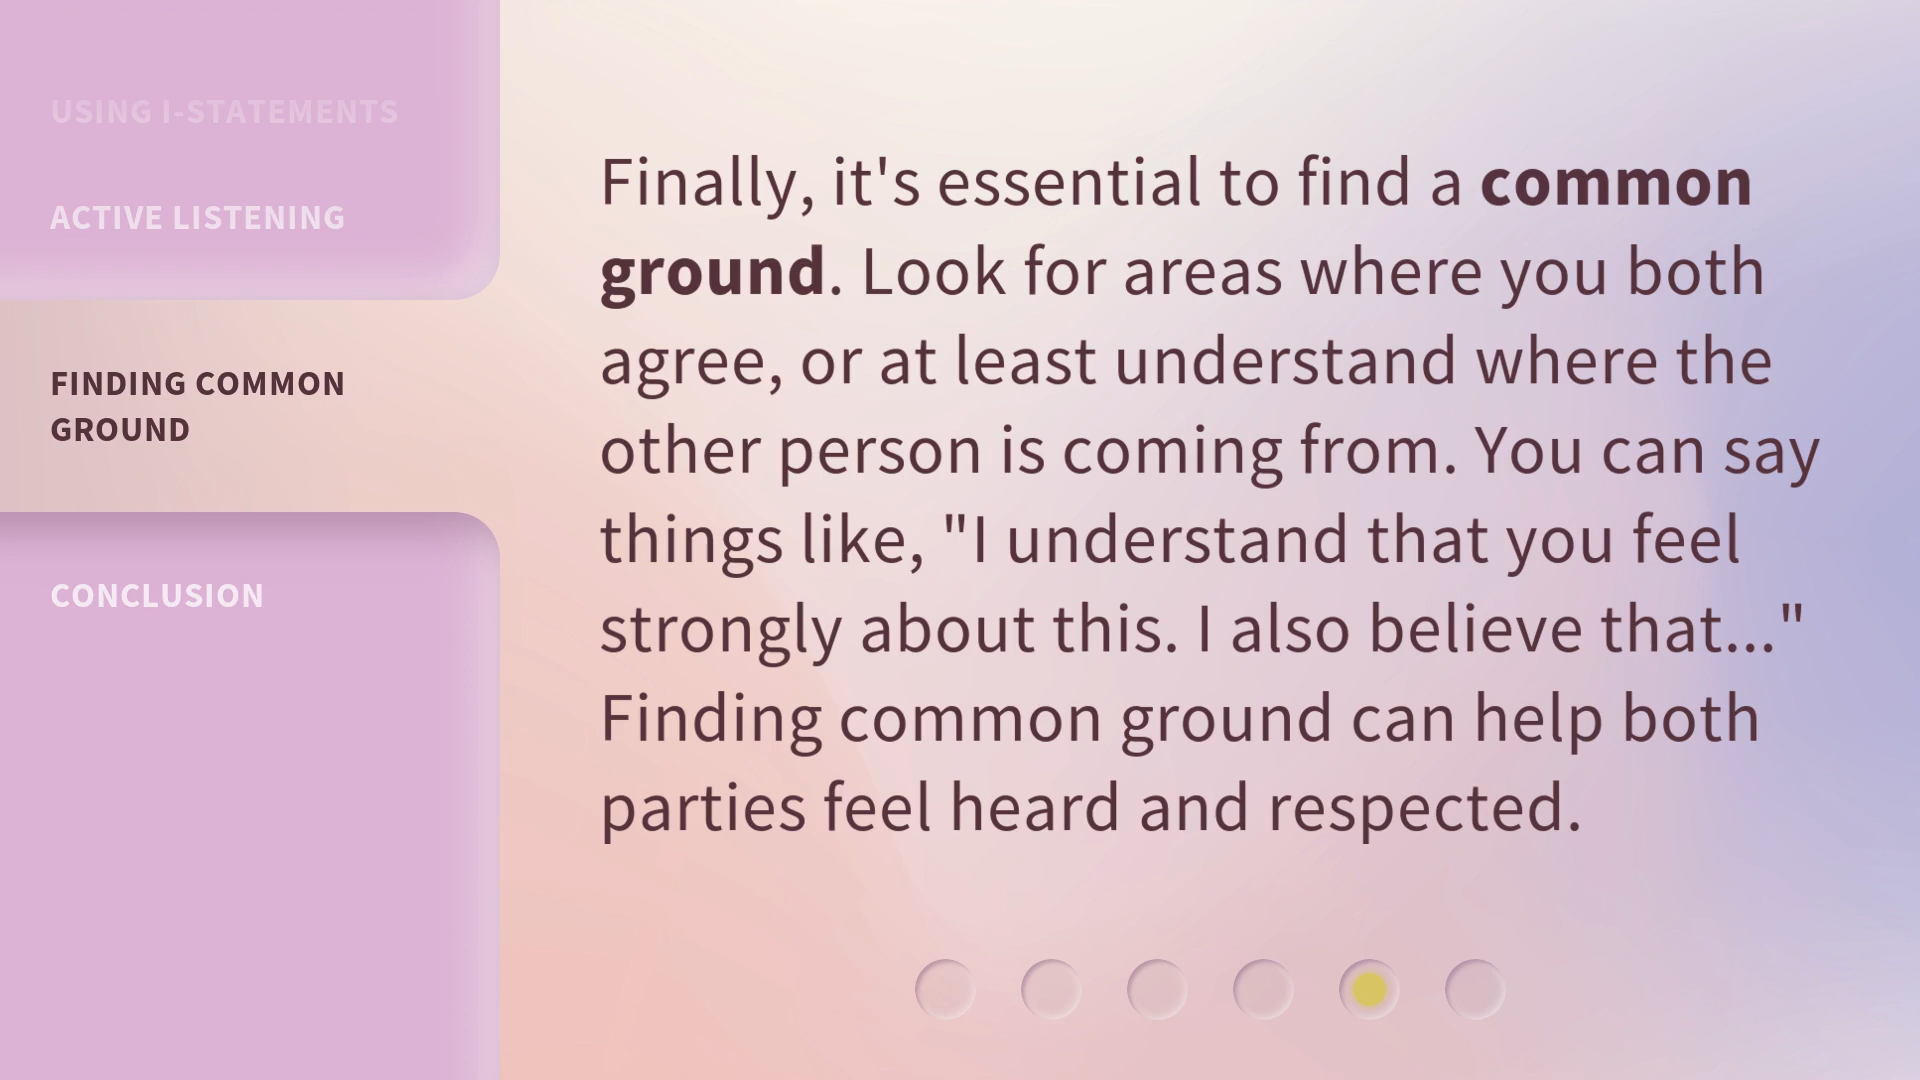 USING I-STATEMENTS
ACTIVE LISTENING
FINDING COMMON
GROUND
CONCLUSION
Finally, it's essential to find a common
ground. Look for areas where you both
agree, or at least understand where the
other person is coming from. You can say
things like, "I understand that you feel
strongly about this. I also believe that..."
Finding common ground can help both
parties feel heard and respected.